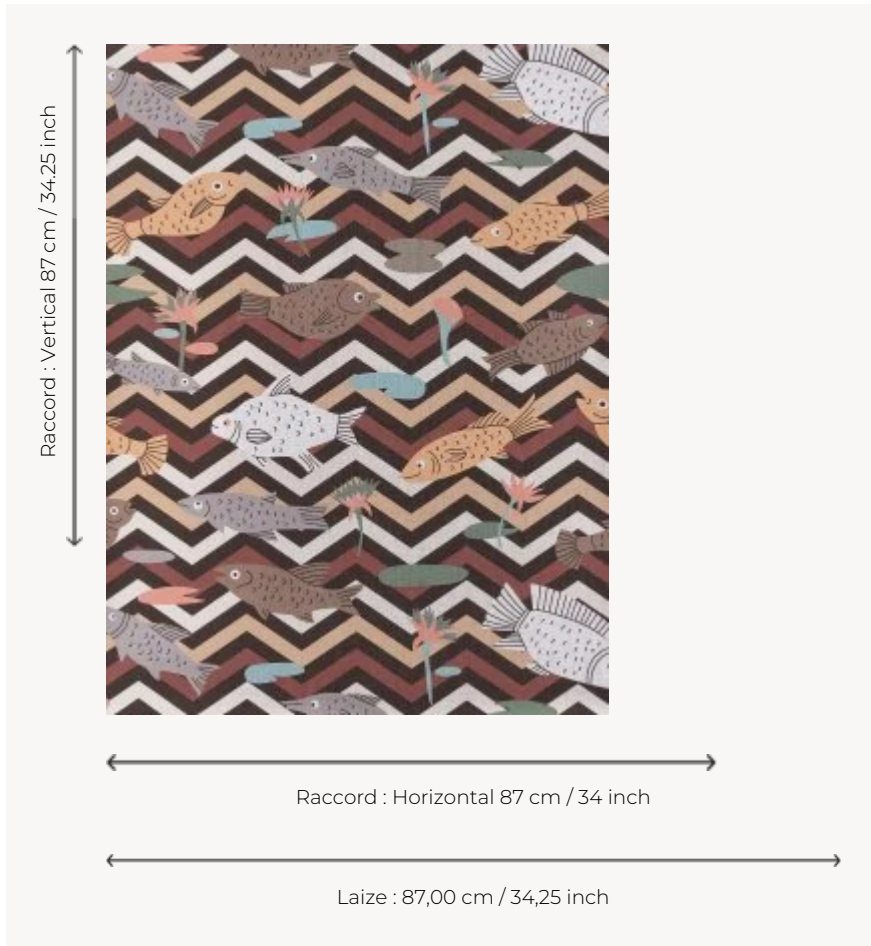 Raccord : Vertical 87 cm / 34.25 inch
Raccord : Horizontal 87 cm / 34 inch
Laize : 87,00 cm / 34,25 inch